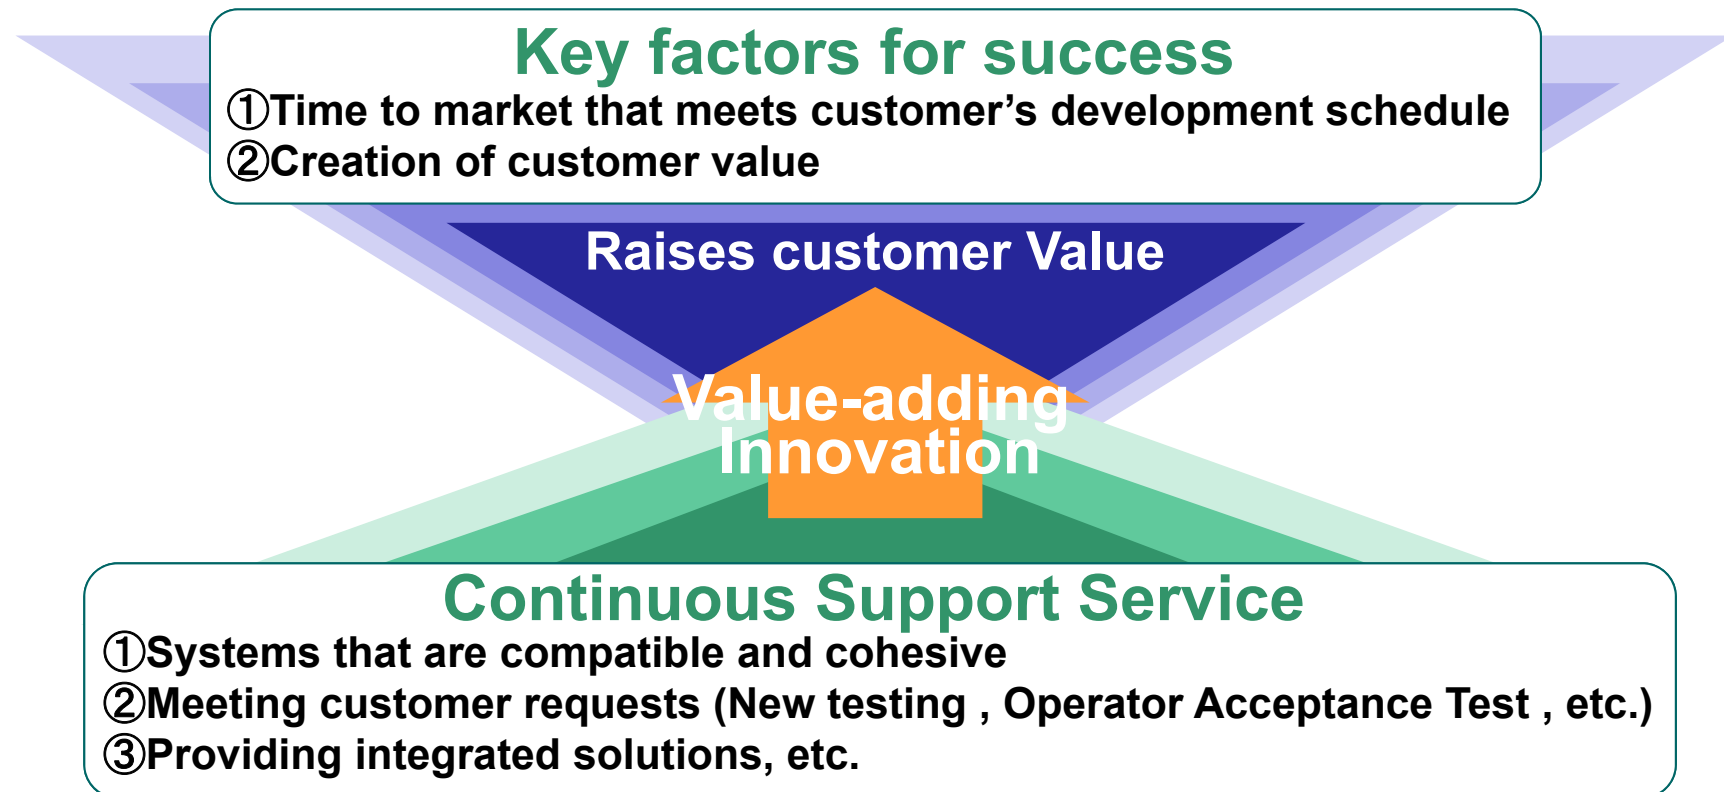 Key factors for success
①Time to market that meets customer’s development schedule
②Creation of customer value
Raises customer Value
Value-adding
Innovation
Continuous Support Service
①Systems that are compatible and cohesive
②Meeting customer requests (New testing , Operator Acceptance Test , etc.)
③Providing integrated solutions, etc.